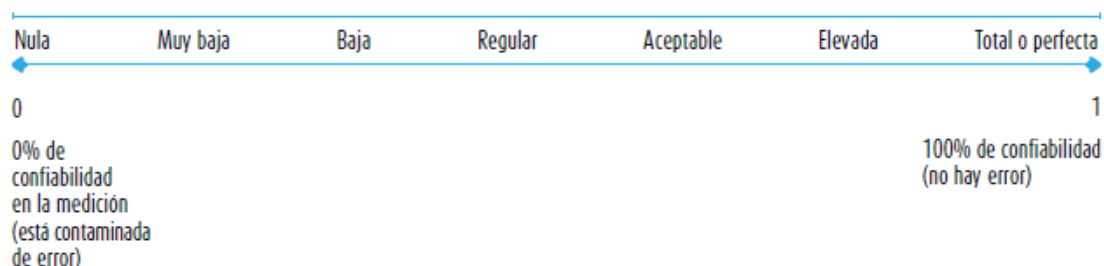 Nula Muy baja Baja Regular Aceptable Elevada Total o perfecta
0 1
0% de
confiabilidad
en la medición
(está contaminada
de error)
100% de confiabilidad
(no hay error)